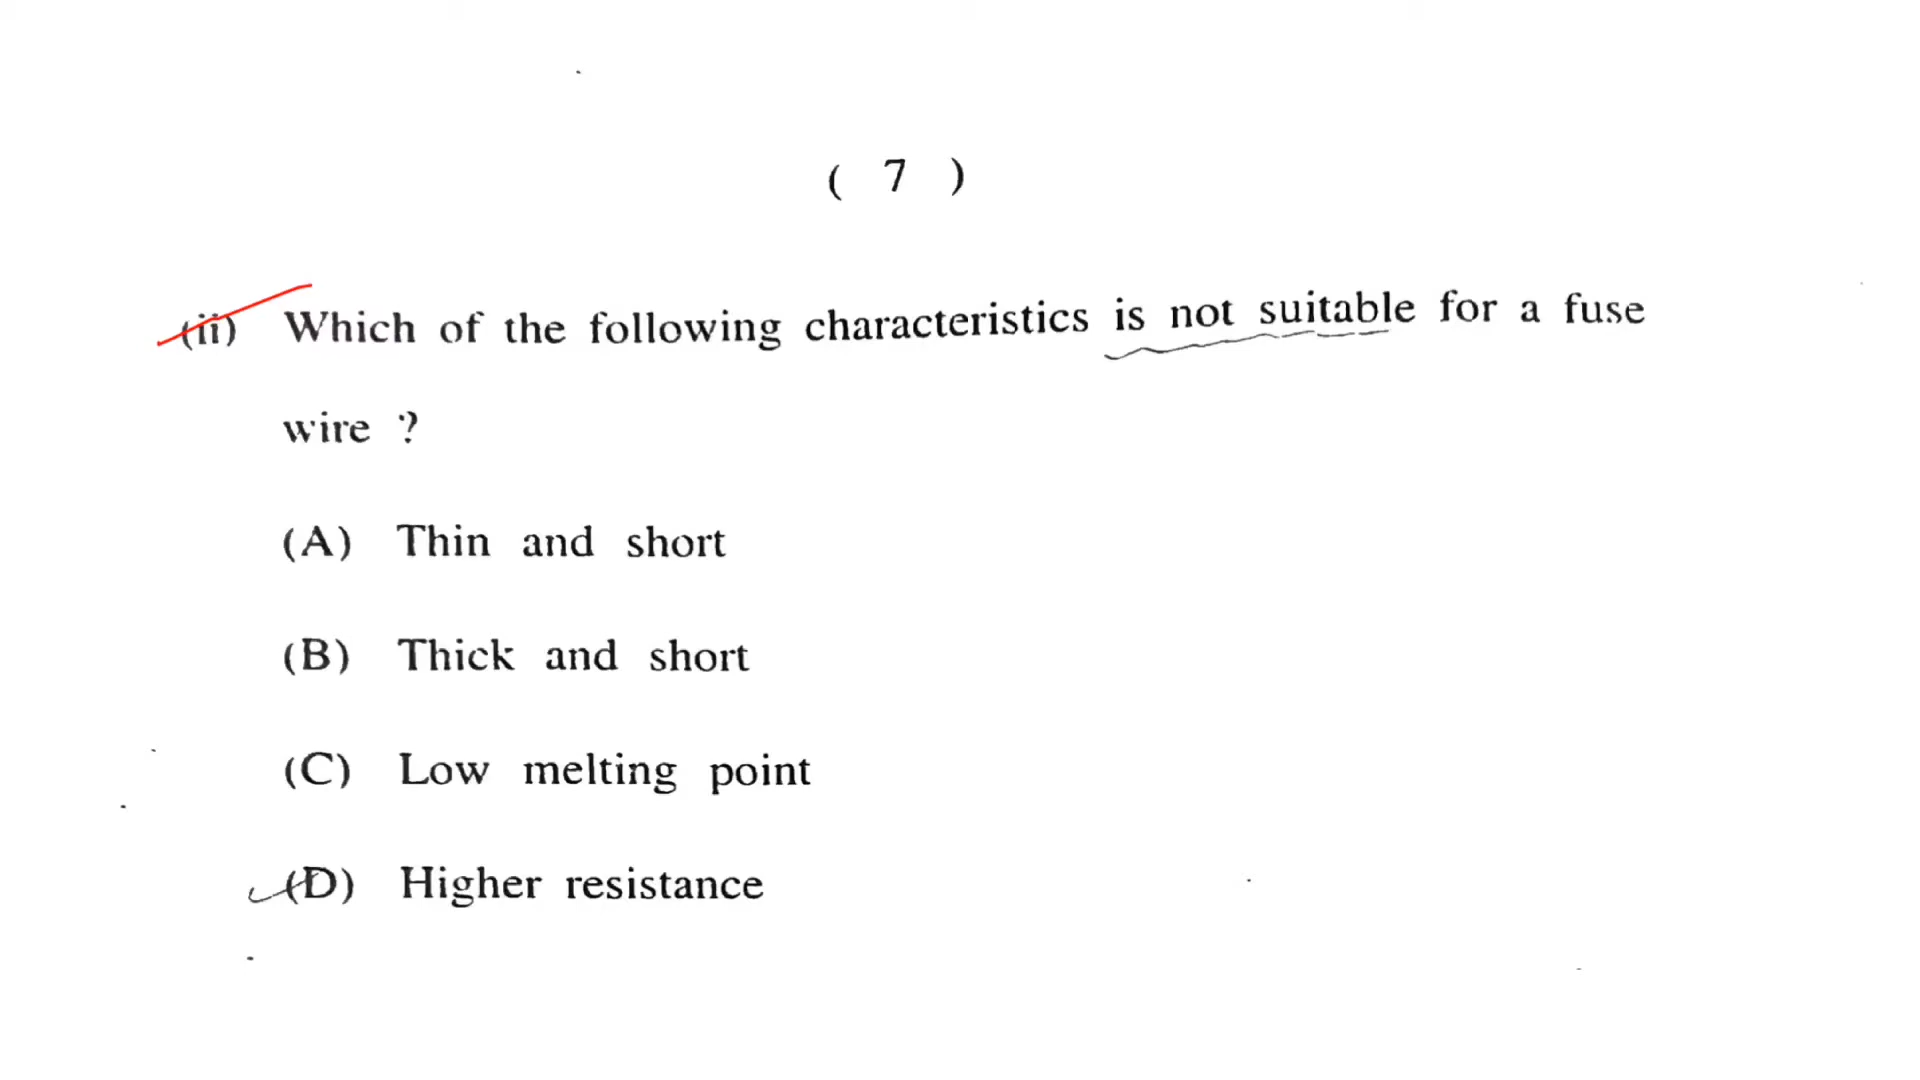 ( 7 )
(ii) Which of the following characteristics is not suitable for a fuse
wire ?
(A) Thin and short
(B) Thick and short
(C) Low melting point
(D) Higher resistance